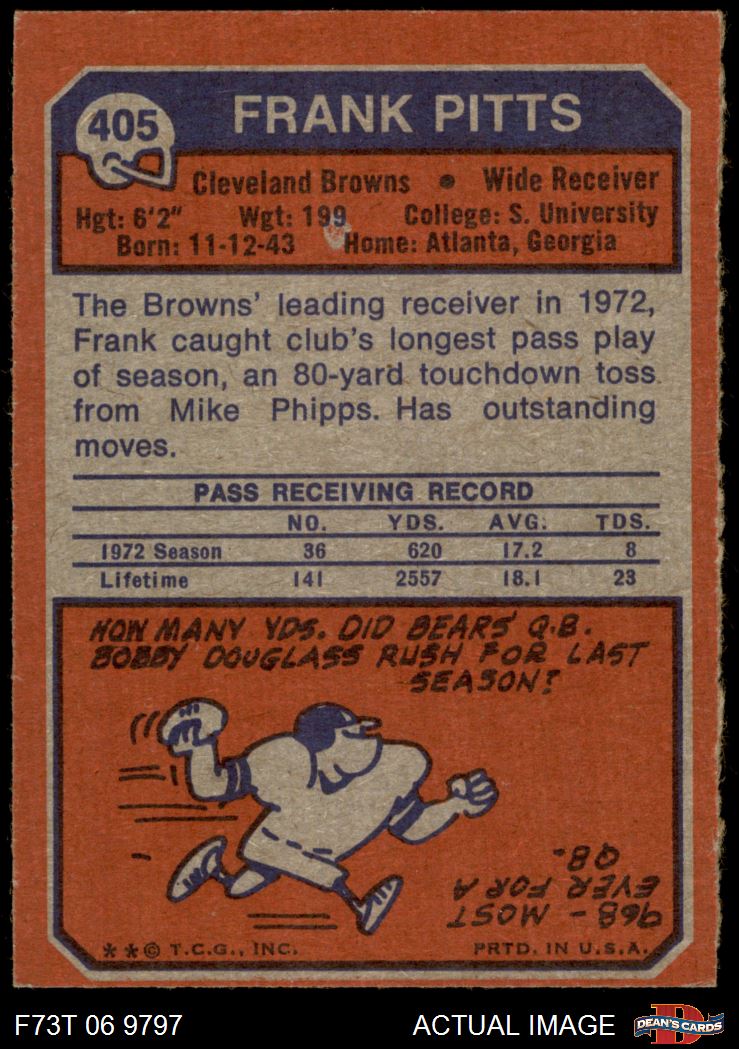 405
FRANK PITTS
Cleveland Browns • Wide Receiver
Hgt: 6'2" Wgt: 199 College: S. University
Born: 11-12-43 Home: Atlanta, Georgia
The Browns' leading receiver in 1972,
Frank caught club's longest pass play
of season, an 80-yard touchdown toss
from Mike Phipps. Has outstanding
moves.
PASS RECEIVING RECORD
NO. YDS. AVG. TDS.
1972 Season 36 620 17.2 8
Lifetime 141 2557 18.1 23
HOW MANY YDS. DID BEARS' Q.B.
BOBBY DOUGLASS RUSH FOR LAST
SEASON?
968 - MOST
EVER FOR A
QB.
** © T.C.G., INC. PRTD. IN U.S.A.
F73T 06 9797 ACTUAL IMAGE
D
DEAN'S CARDS